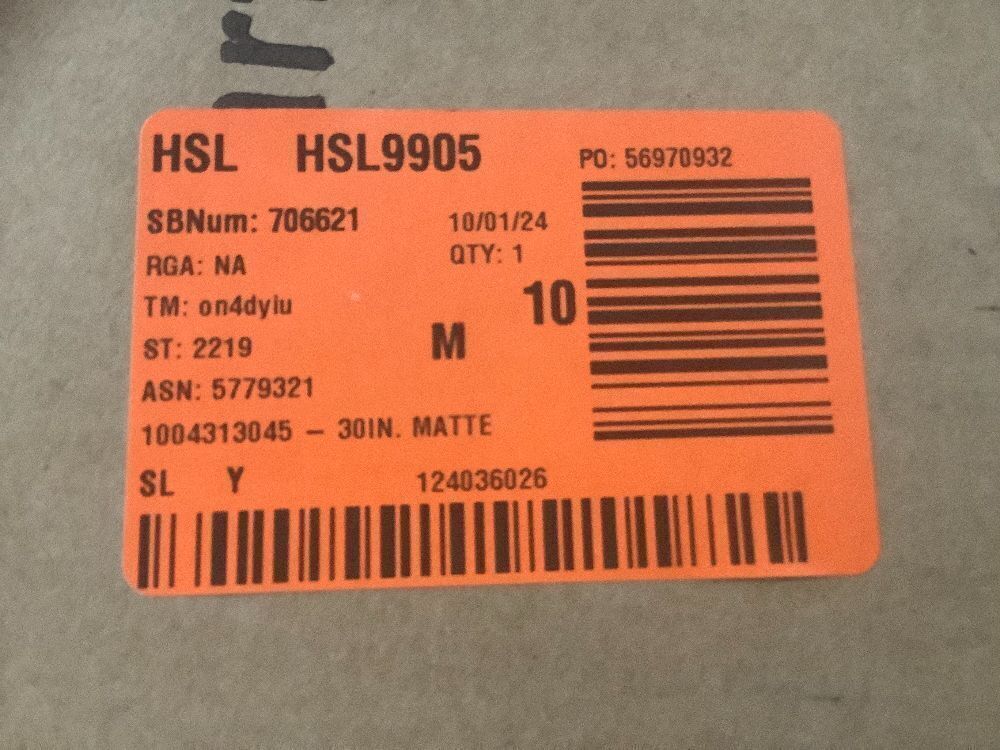 HSL HSL9905 PO: 56970932
SBNum: 706621 10/01/24
RGA: NA QTY: 1
TM: on4dyiu 10
ST: 2219 M
ASN: 5779321
1004313045 – 30IN. MATTE
SL Y 124036026